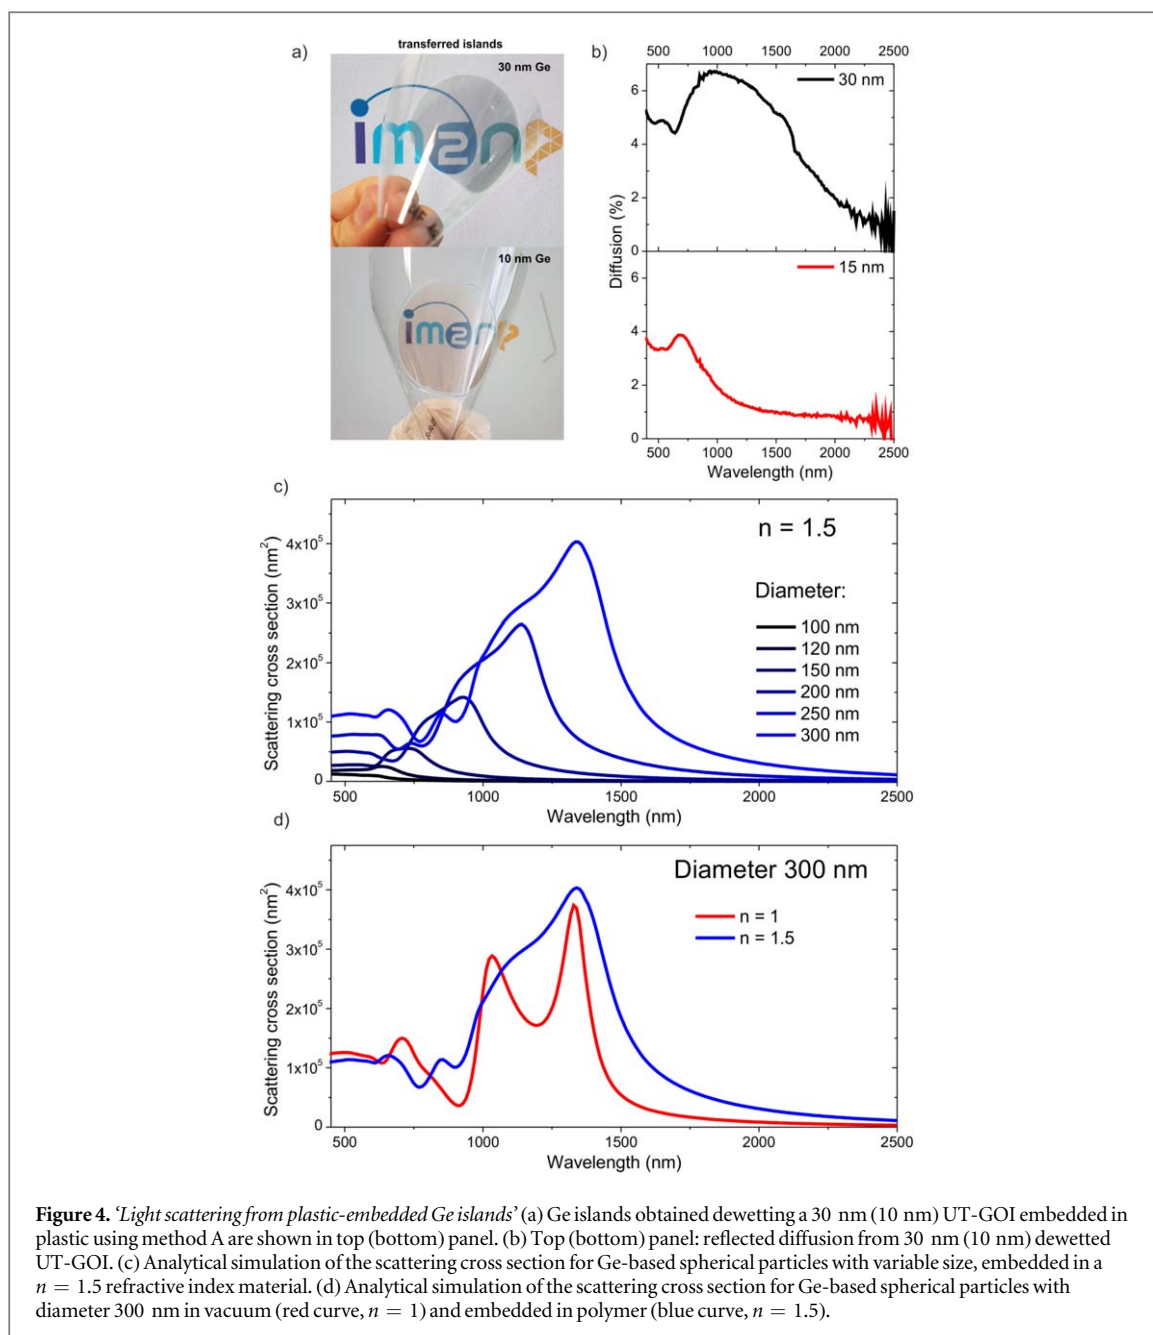 a)
transferred islands
30 nm Ge
im2np
10 nm Ge
im2np
b)
500 1000 1500 2000 2500
6
4
2
0
30 nm
Diffusion (%)
6
4
2
0
15 nm
500 1000 1500 2000 2500
Wavelength (nm)
c)
n = 1.5
Scattering cross section (nm²)
4x10⁵
3x10⁵
2x10⁵
1x10⁵
0
Diameter:
100 nm
120 nm
150 nm
200 nm
250 nm
300 nm
500 1000 1500 2000 2500
Wavelength (nm)
d)
Diameter 300 nm
Scattering cross section (nm²)
4x10⁵
3x10⁵
2x10⁵
1x10⁵
0
n = 1
n = 1.5
500 1000 1500 2000 2500
Wavelength (nm)
Figure 4. 'Light scattering from plastic-embedded Ge islands' (a) Ge islands obtained dewetting a 30 nm (10 nm) UT-GOI embedded in
plastic using method A are shown in top (bottom) panel. (b) Top (bottom) panel: reflected diffusion from 30 nm (10 nm) dewetted
UT-GOI. (c) Analytical simulation of the scattering cross section for Ge-based spherical particles with variable size, embedded in a
n = 1.5 refractive index material. (d) Analytical simulation of the scattering cross section for Ge-based spherical particles with
diameter 300 nm in vacuum (red curve, n = 1) and embedded in polymer (blue curve, n = 1.5).